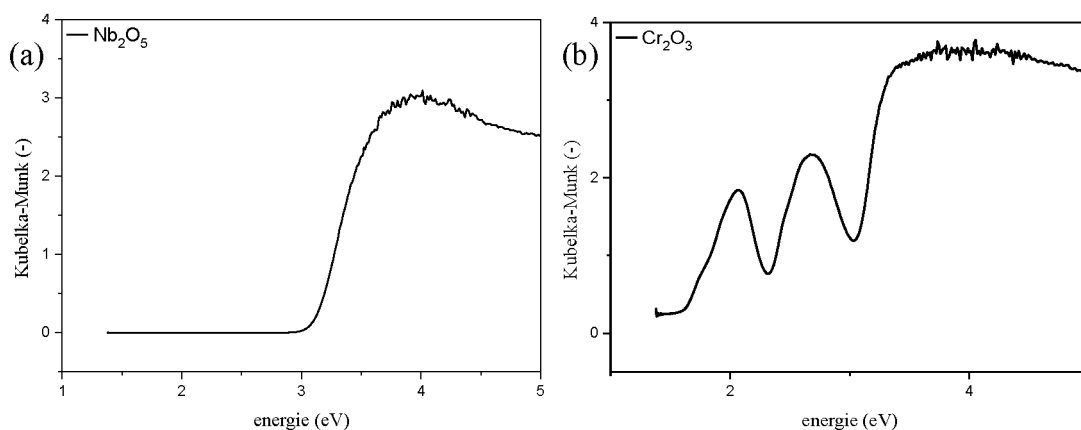 (a)
Nb₂O₅
Kubelka-Munk (-)
4
3
2
1
0
1 2 3 4 5
energie (eV)
(b)
Cr₂O₃
Kubelka-Munk (-)
4
2
0
2 3 4
energie (eV)